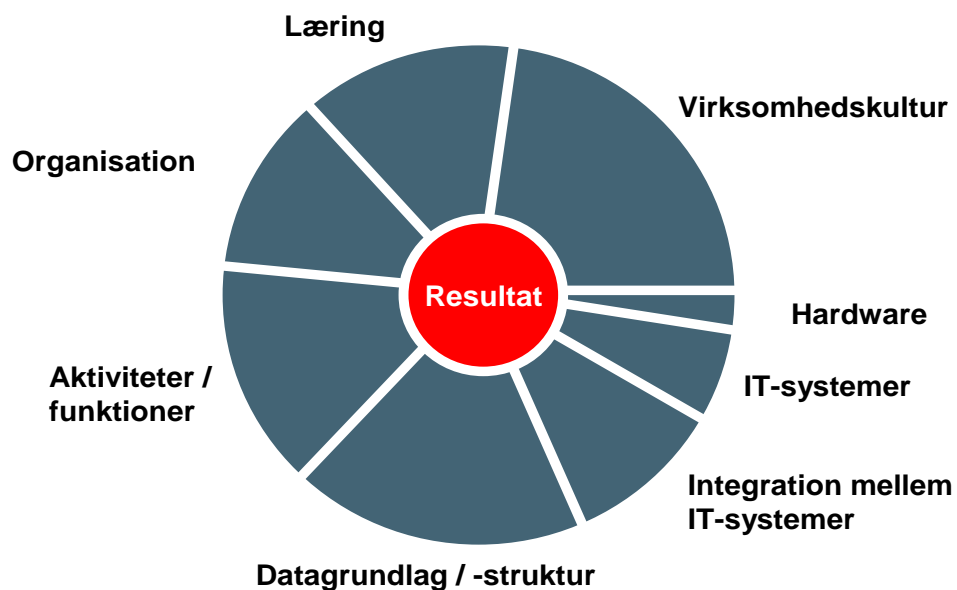 Læring
Virksomhedskultur
Organisation
Resultat
Hardware
Aktiviteter /
funktioner
IT-systemer
Integration mellem
IT-systemer
Datagrundlag / -struktur